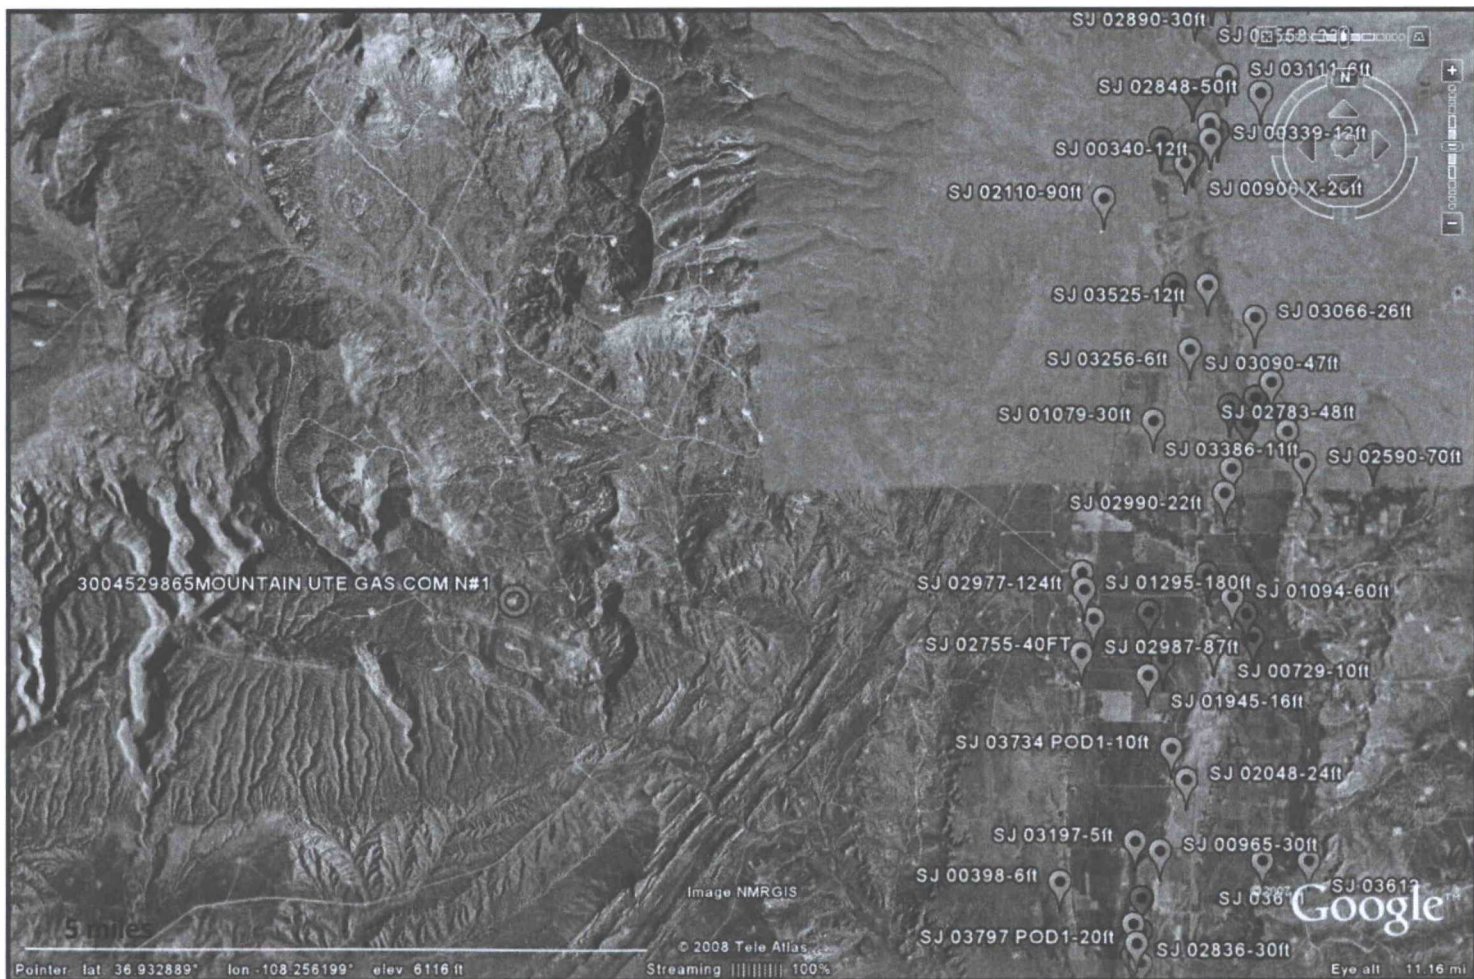 SJ 02890-30ft
SJ 03111-6ft
SJ 02848-50ft
N
SJ 00339-12ft
SJ 00340-12ft
SJ 00906 X-26ft
SJ 02110-90ft
SJ 03525-12ft
SJ 03066-26ft
SJ 03256-6ft
SJ 03090-47ft
SJ 01079-30ft
SJ 02783-48ft
SJ 03386-11ft
SJ 02590-70ft
SJ 02990-22ft
3004529865MOUNTAIN UTE GAS COM N#1
SJ 02977-124ft
SJ 01295-180ft
SJ 01094-60ft
SJ 02755-40FT
SJ 02987-87ft
SJ 00729-10ft
SJ 01945-16ft
SJ 03734 POD1-10ft
SJ 02048-24ft
SJ 03197-5ft
SJ 00965-30ft
SJ 00398-6ft
SJ 03612
Image NMRGIS
Google
5 miles
SJ 03797 POD1-20ft
SJ 02836-30ft
© 2008 Tele Atlas
Pointer lat 36.932889° lon -108.256199° elev 6116 ft
Streaming |||||||||| 100%
Eye alt 11.16 mi